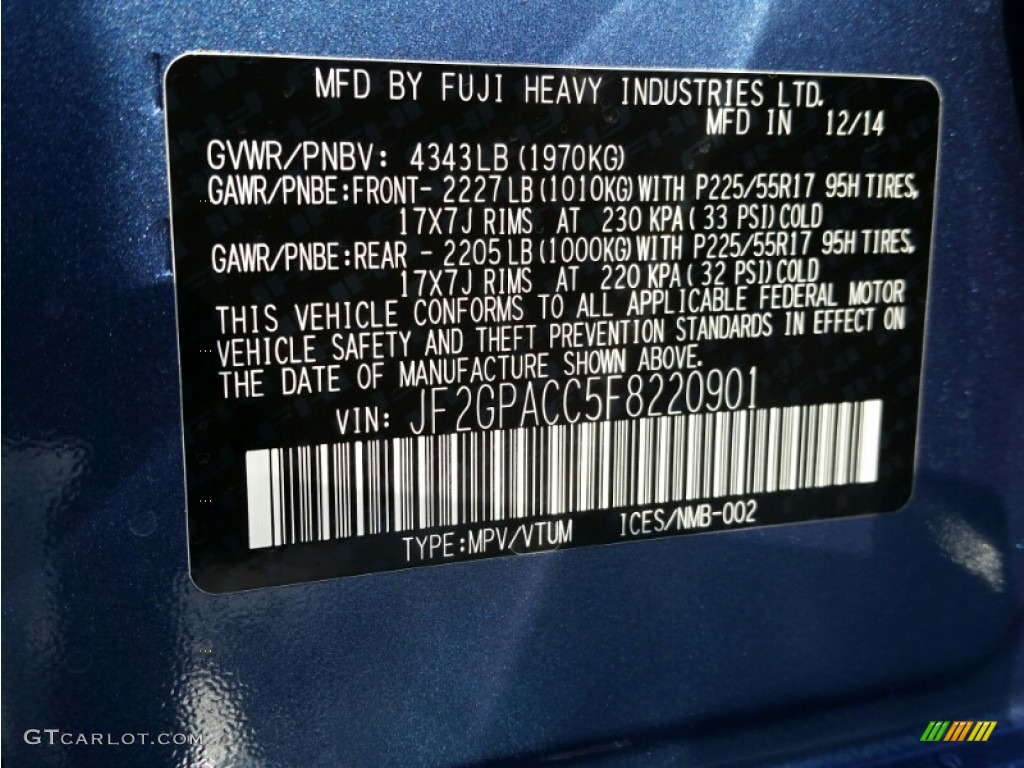 MFD BY FUJI HEAVY INDUSTRIES LTD.
MFD IN 12/14
GVWR/PNBV: 4343LB (1970KG)
GAWR/PNBE:FRONT- 2227 LB (1010KG) WITH P225/55R17 95H TIRES,
17X7J RIMS AT 230 KPA ( 33 PSI) COLD
GAWR/PNBE:REAR - 2205 LB (1000KG) WITH P225/55R17 95H TIRES,
17X7J RIMS AT 220 KPA ( 32 PSI) COLD
THIS VEHICLE CONFORMS TO ALL APPLICABLE FEDERAL MOTOR
VEHICLE SAFETY AND THEFT PREVENTION STANDARDS IN EFFECT ON
THE DATE OF MANUFACTURE SHOWN ABOVE.
VIN: JF2GPACC5F8220901
TYPE:MPV/VTUM ICES/NMB-002
GTCARLOT.COM